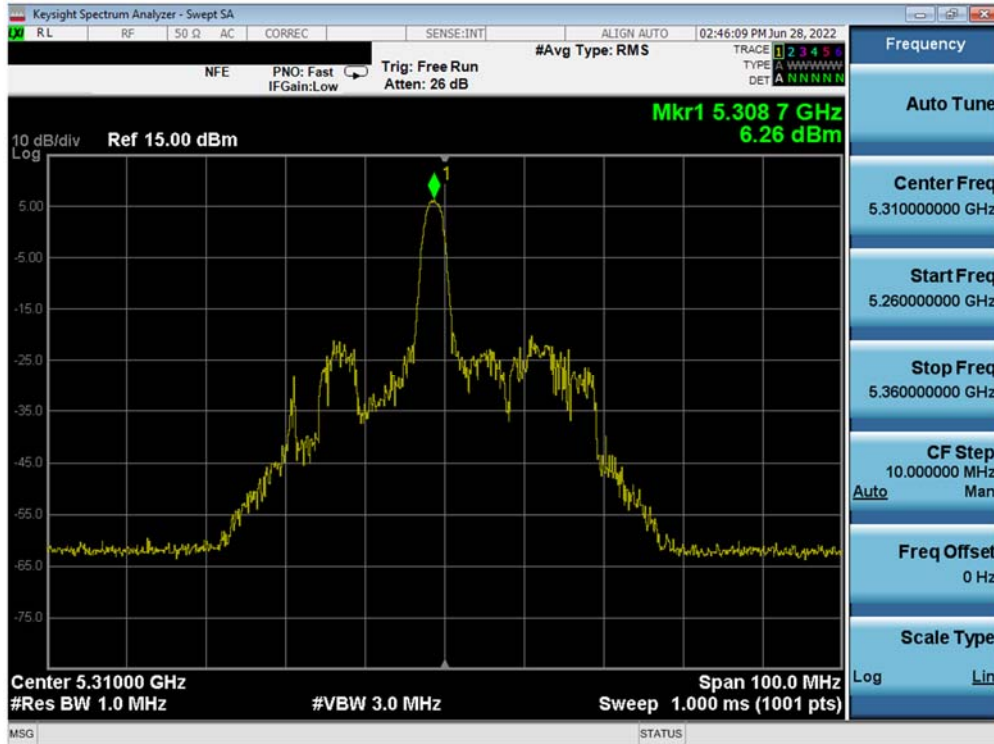 Keysight Spectrum Analyzer - Swept SA
LXI RL RF 50 Ω AC CORREC SENSE:INT ALIGN AUTO 02:46:09 PM Jun 28, 2022
#Avg Type: RMS TRACE 1 2 3 4 5 6
NFE PNO: Fast Trig: Free Run TYPE A WWWWW
IFGain:Low Atten: 26 dB DET A N N N N N
Mkr1 5.308 7 GHz
6.26 dBm
10 dB/div Ref 15.00 dBm
Log
1
5.00
-5.00
-15.0
-25.0
-35.0
-45.0
-55.0
-65.0
-75.0
Center 5.31000 GHz Span 100.0 MHz
#Res BW 1.0 MHz #VBW 3.0 MHz Sweep 1.000 ms (1001 pts)
MSG STATUS
Frequency
Auto Tune
Center Freq
5.310000000 GHz
Start Freq
5.260000000 GHz
Stop Freq
5.360000000 GHz
CF Step
10.000000 MHz
Auto Man
Freq Offset
0 Hz
Scale Type
Log Lin